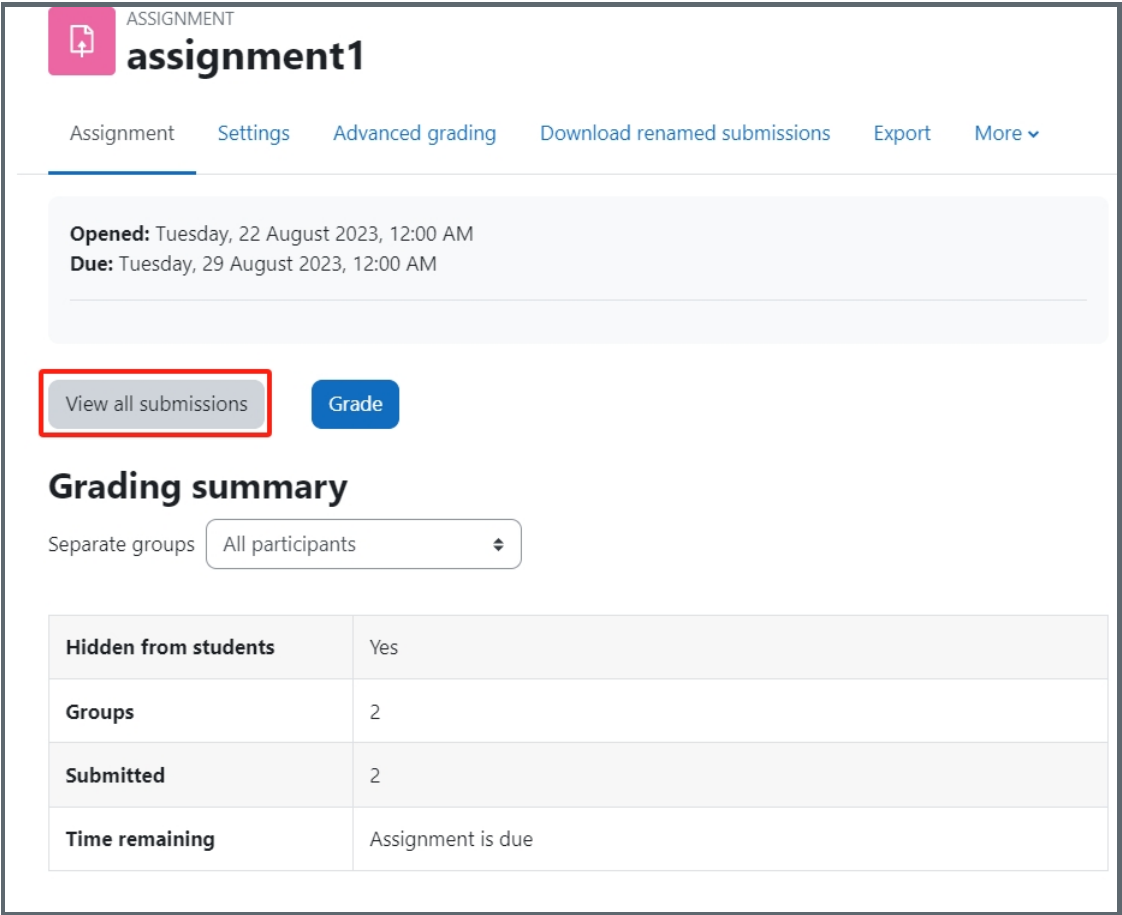 ASSIGNMENT
assignment1
Assignment Settings Advanced grading Download renamed submissions Export More
Opened: Tuesday, 22 August 2023, 12:00 AM
Due: Tuesday, 29 August 2023, 12:00 AM
View all submissions Grade
Grading summary
Separate groups All participants
Hidden from students Yes
Groups 2
Submitted 2
Time remaining Assignment is due